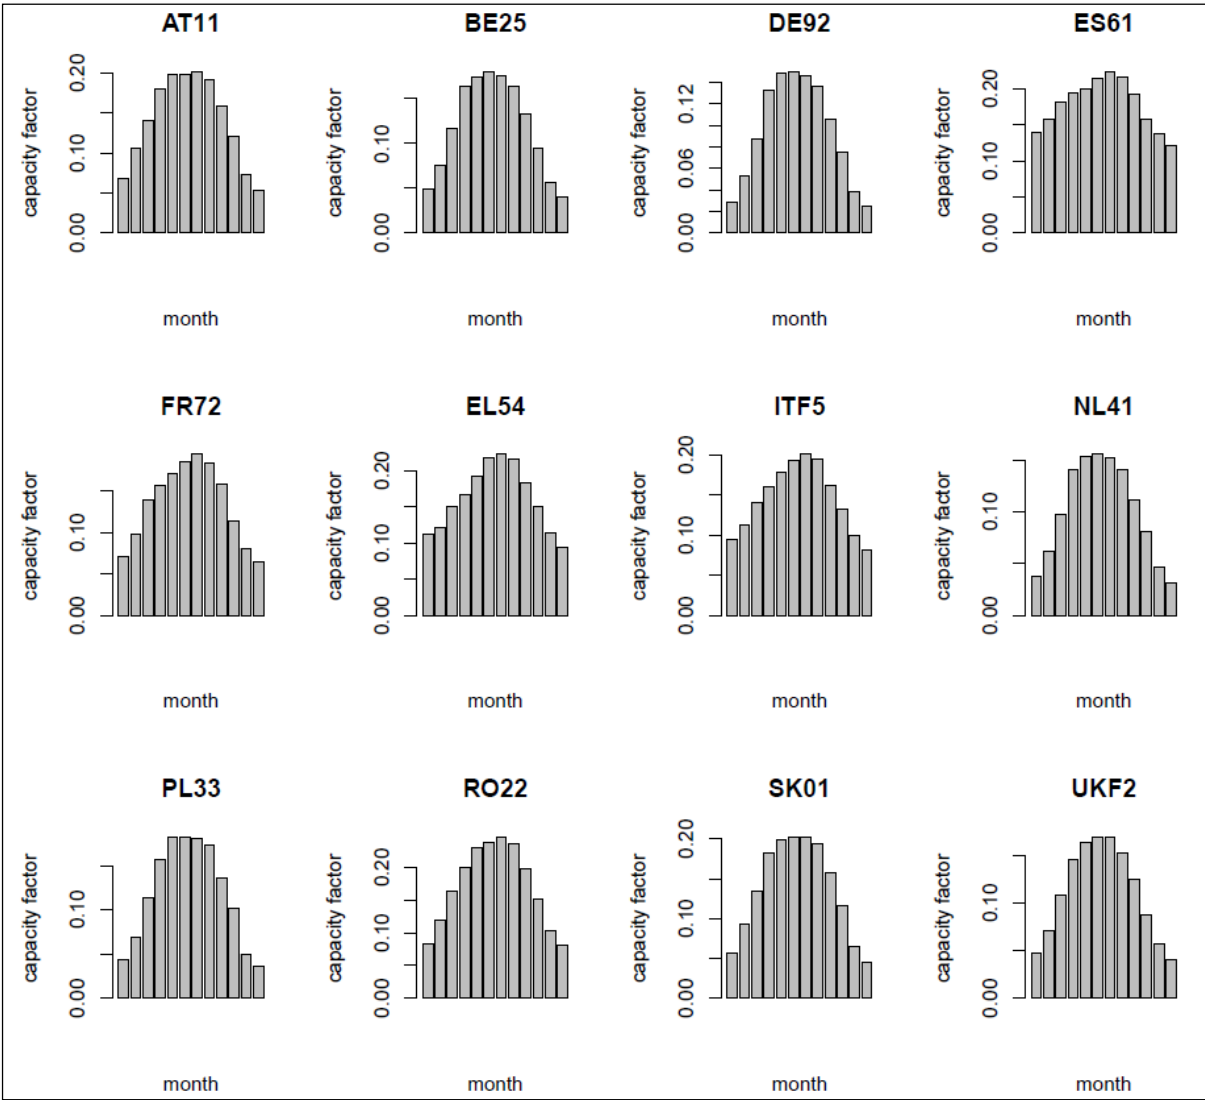 AT11 BE25 DE92 ES61
capacity factor
0.00 0.10 0.20
capacity factor
0.00 0.10
capacity factor
0.00 0.06 0.12
capacity factor
0.00 0.10 0.20
month month month month
FR72 EL54 ITF5 NL41
capacity factor
0.00 0.10
capacity factor
0.00 0.10 0.20
capacity factor
0.00 0.10 0.20
capacity factor
0.00 0.10
month month month month
PL33 RO22 SK01 UKF2
capacity factor
0.00 0.10
capacity factor
0.00 0.10 0.20
capacity factor
0.00 0.10 0.20
capacity factor
0.00 0.10
month month month month